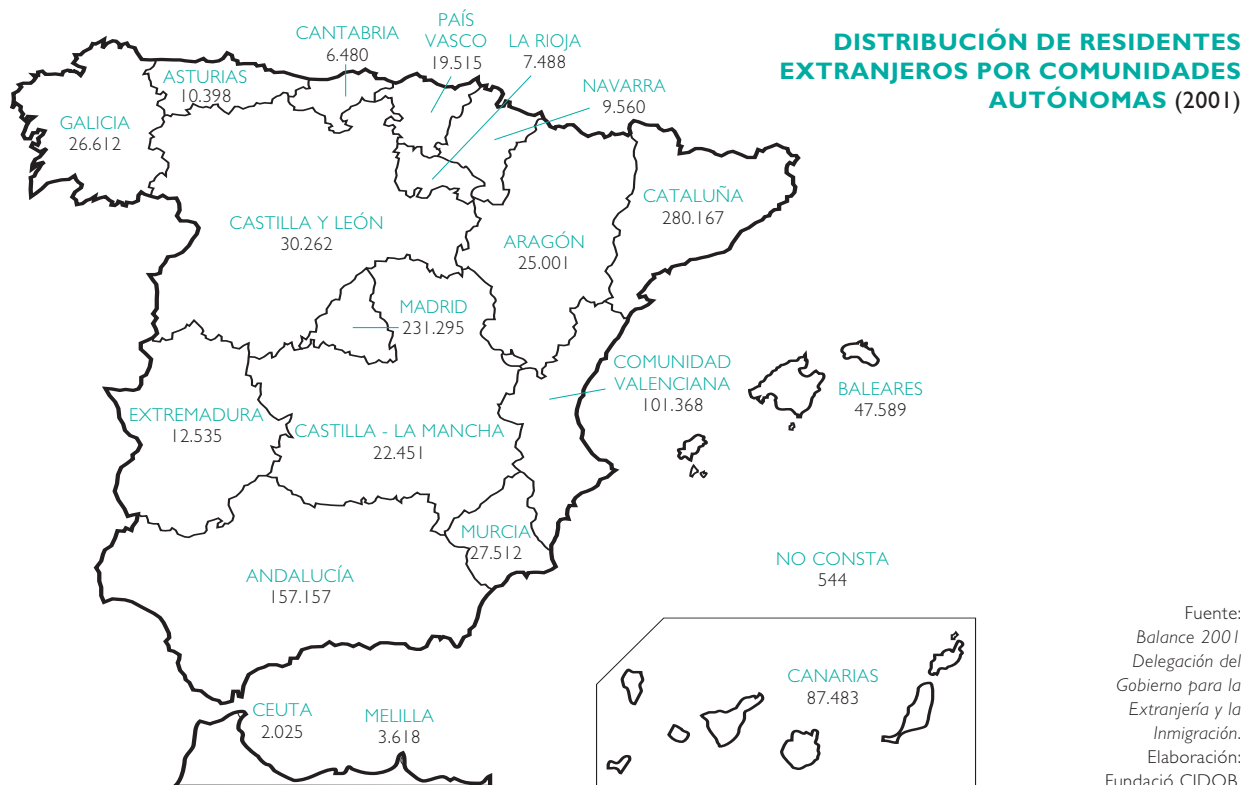 DISTRIBUCIÓN DE RESIDENTES
EXTRANJEROS POR COMUNIDADES
AUTÓNOMAS (2001)
PAÍS
VASCO
19.515
CANTABRIA
6.480
LA RIOJA
7.488
ASTURIAS
10.398
NAVARRA
9.560
GALICIA
26.612
CATALUÑA
280.167
CASTILLA Y LEÓN
30.262
ARAGÓN
25.001
MADRID
231.295
COMUNIDAD
VALENCIANA
101.368
BALEARES
47.589
EXTREMADURA
12.535
CASTILLA - LA MANCHA
22.451
MURCIA
27.512
ANDALUCÍA
157.157
NO CONSTA
544
CANARIAS
87.483
CEUTA
2.025
MELILLA
3.618
Fuente:
Balance 2001
Delegación del
Gobierno para la
Extranjería y la
Inmigración.
Elaboración:
Fundació CIDOB